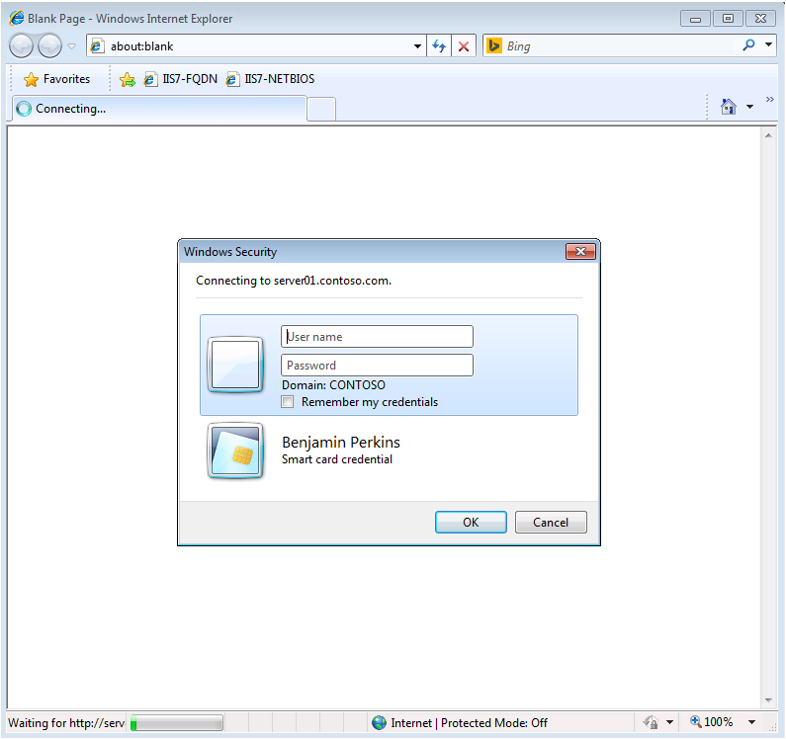 Blank Page - Windows Internet Explorer
about:blank
Bing
Favorites
IIS7-FQDN
IIS7-NETBIOS
Connecting...
Windows Security
Connecting to server01.contoso.com.
User name
Password
Domain: CONTOSO
Remember my credentials
Benjamin Perkins
Smart card credential
OK
Cancel
Waiting for http://serv
Internet | Protected Mode: Off
100%